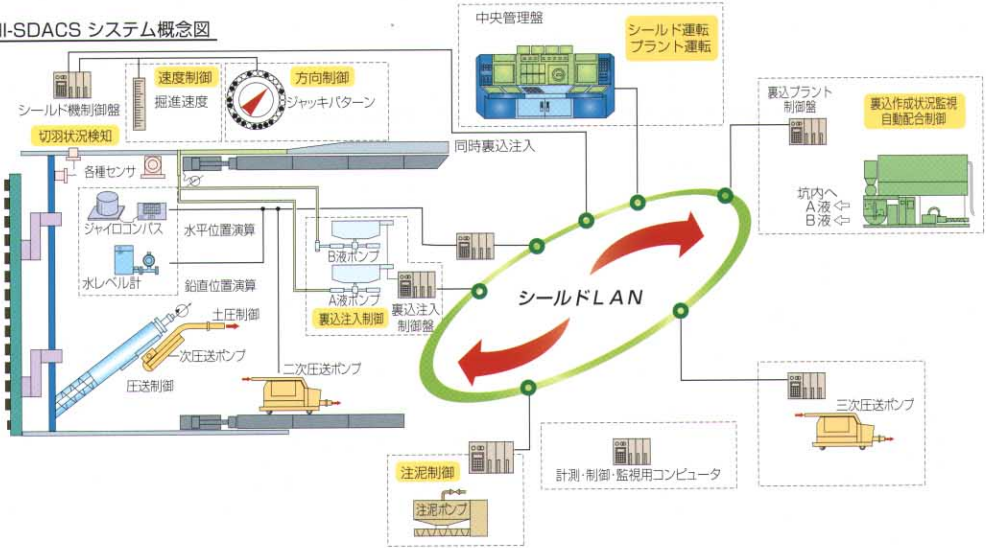 II-SDACS システム概念図
中央管理盤
シールド運転
プラント運転
速度制御
掘進速度
方向制御
ジャッキパターン
シールド機制御盤
切羽状況検知
各種センサ
同時裏込注入
裏込プラント
制御盤
裏込作成状況監視
自動配合制御
坑内へ
A液
B液
ジャイロコンパス
水平位置演算
水レベル計
鉛直位置演算
B液ポンプ
A液ポンプ
裏込注入制御
裏込注入
制御盤
シールドLAN
土圧制御
一次圧送ポンプ
圧送制御
二次圧送ポンプ
三次圧送ポンプ
注泥制御
注泥ポンプ
計測・制御・監視用コンピュータ